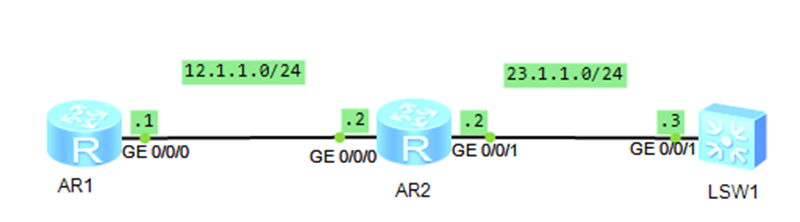 12.1.1.0/24
23.1.1.0/24
.1
.2
.2
.3
GE 0/0/0
GE 0/0/0
GE 0/0/1
GE 0/0/1
R
R
AR1
AR2
LSW1